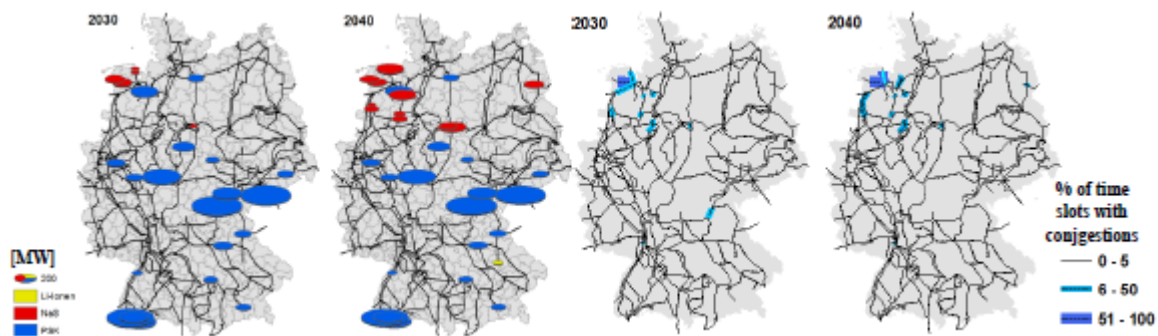 2030
2040
2030
2040
[MW]
200
Li-Ionen
NaS
PSK
% of time
slots with
conjgestions
0 - 5
6 - 50
51 - 100